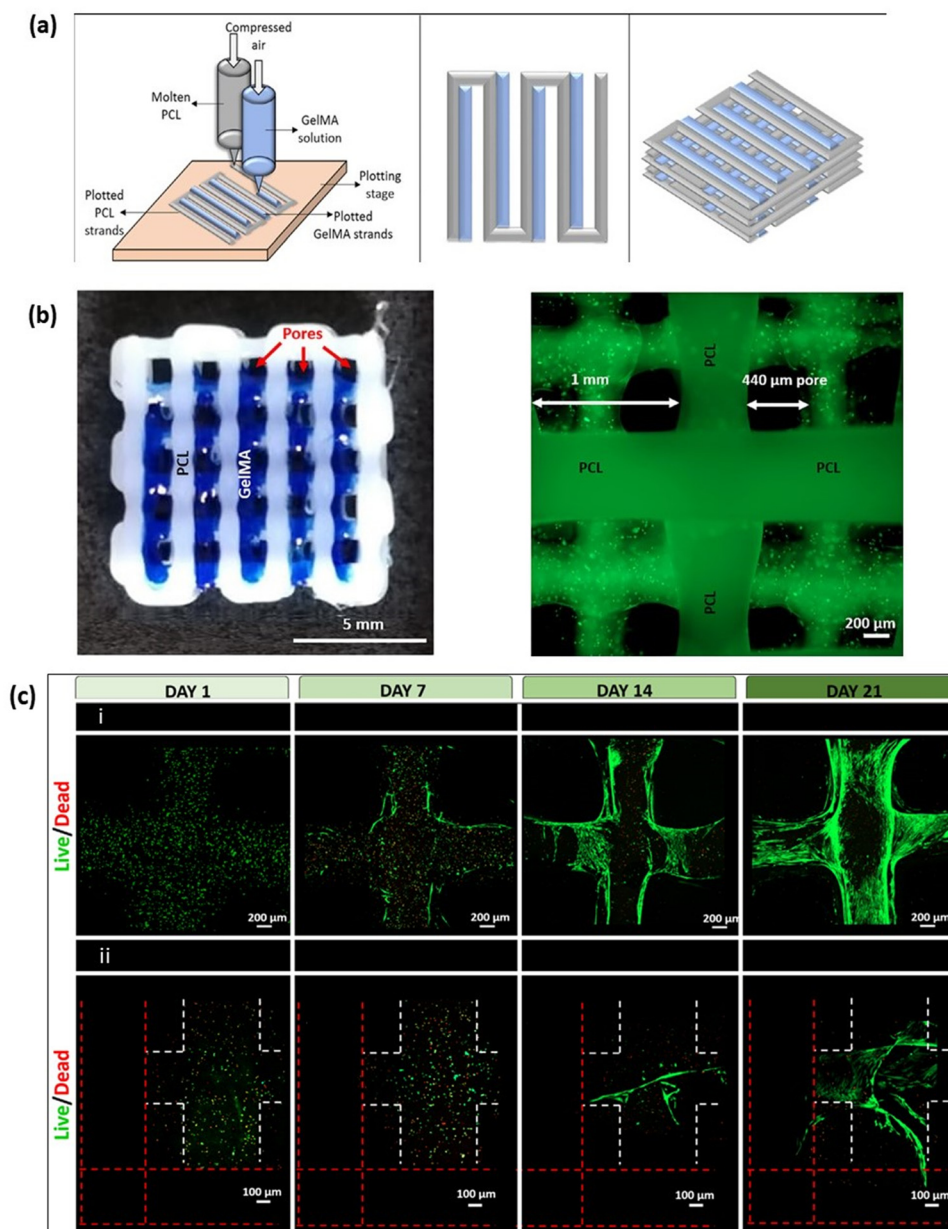 (a)
Compressed
air
Molten
PCL
GelMA
solution
Plotted
PCL
strands
Plotting
stage
Plotted
GelMA strands
(b)
Pores
PCL
GelMA
5 mm
PCL
1 mm
440 µm pore
PCL
PCL
PCL
200 µm
(c)
DAY 1
DAY 7
DAY 14
DAY 21
i
Live/Dead
200 µm
200 µm
200 µm
200 µm
ii
Live/Dead
100 µm
100 µm
100 µm
100 µm